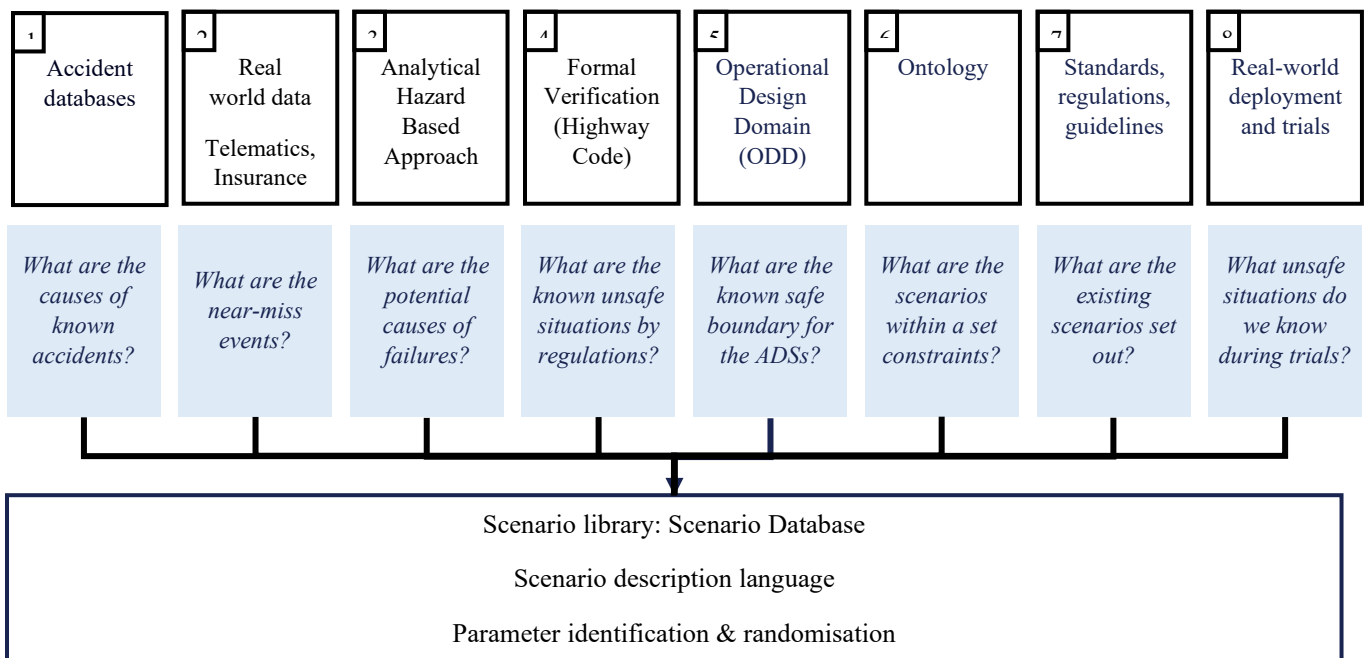 Accident
databases
Real
world data
Telematics,
Insurance
Analytical
Hazard
Based
Approach
Formal
Verification
(Highway
Code)
Operational
Design
Domain
(ODD)
Ontology
Standards,
regulations,
guidelines
Real-world
deployment
and trials
What are the
causes of
known
accidents?
What are the
near-miss
events?
What are the
potential
causes of
failures?
What are the
known unsafe
situations by
regulations?
What are the
known safe
boundary for
the ADSs?
What are the
scenarios
within a set
constraints?
What are the
existing
scenarios set
out?
What unsafe
situations do
we know
during trials?
Scenario library: Scenario Database
Scenario description language
Parameter identification & randomisation